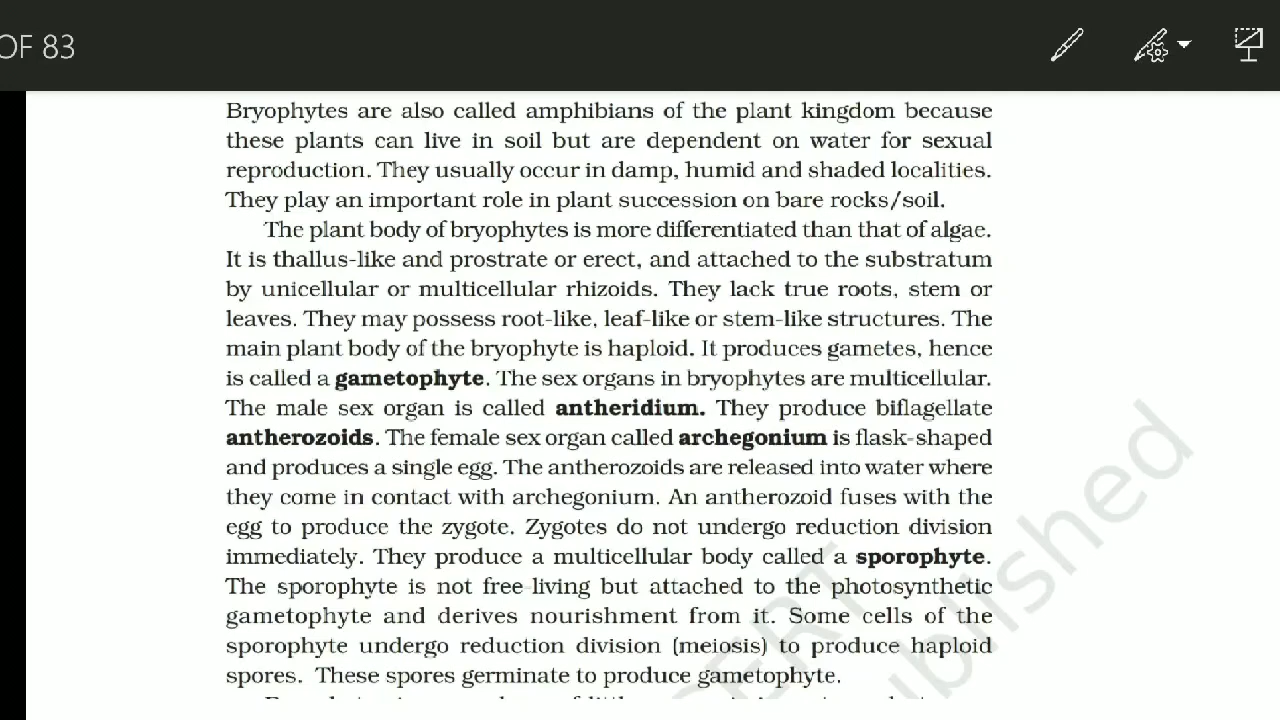 OF 83
Bryophytes are also called amphibians of the plant kingdom because
these plants can live in soil but are dependent on water for sexual
reproduction. They usually occur in damp, humid and shaded localities.
They play an important role in plant succession on bare rocks/soil.
The plant body of bryophytes is more differentiated than that of algae.
It is thallus-like and prostrate or erect, and attached to the substratum
by unicellular or multicellular rhizoids. They lack true roots, stem or
leaves. They may possess root-like, leaf-like or stem-like structures. The
main plant body of the bryophyte is haploid. It produces gametes, hence
is called a gametophyte. The sex organs in bryophytes are multicellular.
The male sex organ is called antheridium. They produce biflagellate
antherozoids. The female sex organ called archegonium is flask-shaped
and produces a single egg. The antherozoids are released into water where
they come in contact with archegonium. An antherozoid fuses with the
egg to produce the zygote. Zygotes do not undergo reduction division
immediately. They produce a multicellular body called a sporophyte.
The sporophyte is not free-living but attached to the photosynthetic
gametophyte and derives nourishment from it. Some cells of the
sporophyte undergo reduction division (meiosis) to produce haploid
spores. These spores germinate to produce gametophyte.